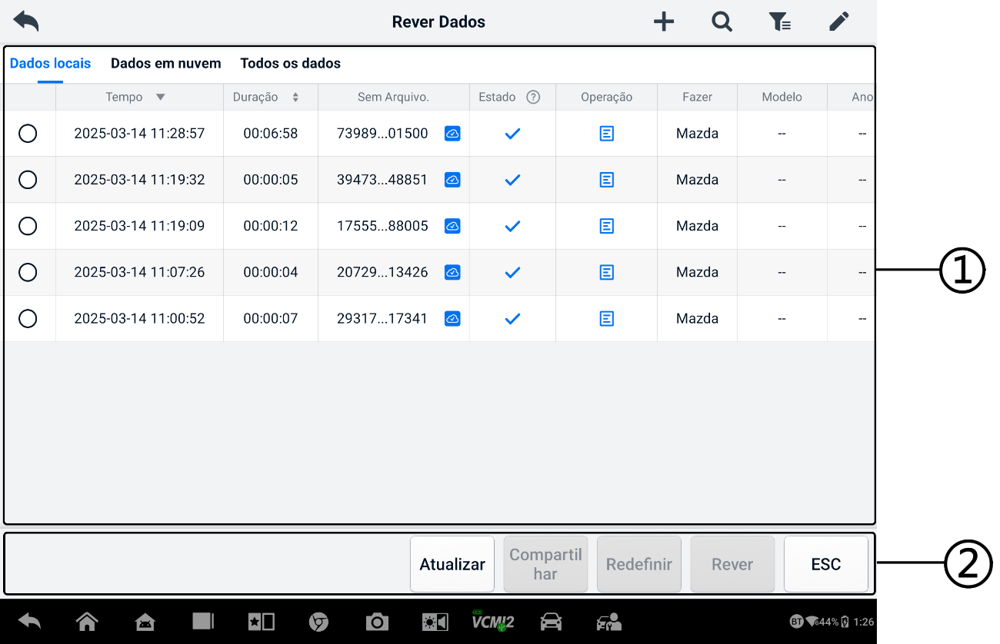 Rever Dados
Dados locais Dados em nuvem Todos os dados
Tempo Duração Sem Arquivo. Estado ? Operação Fazer Modelo Ano
2025-03-14 11:28:57 00:06:58 73989...01500 Mazda -- --
2025-03-14 11:19:32 00:00:05 39473...48851 Mazda -- --
2025-03-14 11:19:09 00:00:12 17555...88005 Mazda -- --
2025-03-14 11:07:26 00:00:04 20729...13426 Mazda -- --
2025-03-14 11:00:52 00:00:07 29317...17341 Mazda -- --
1
Atualizar Compartil
har Redefinir Rever ESC
2
VCMI2 BT 44% 1:26